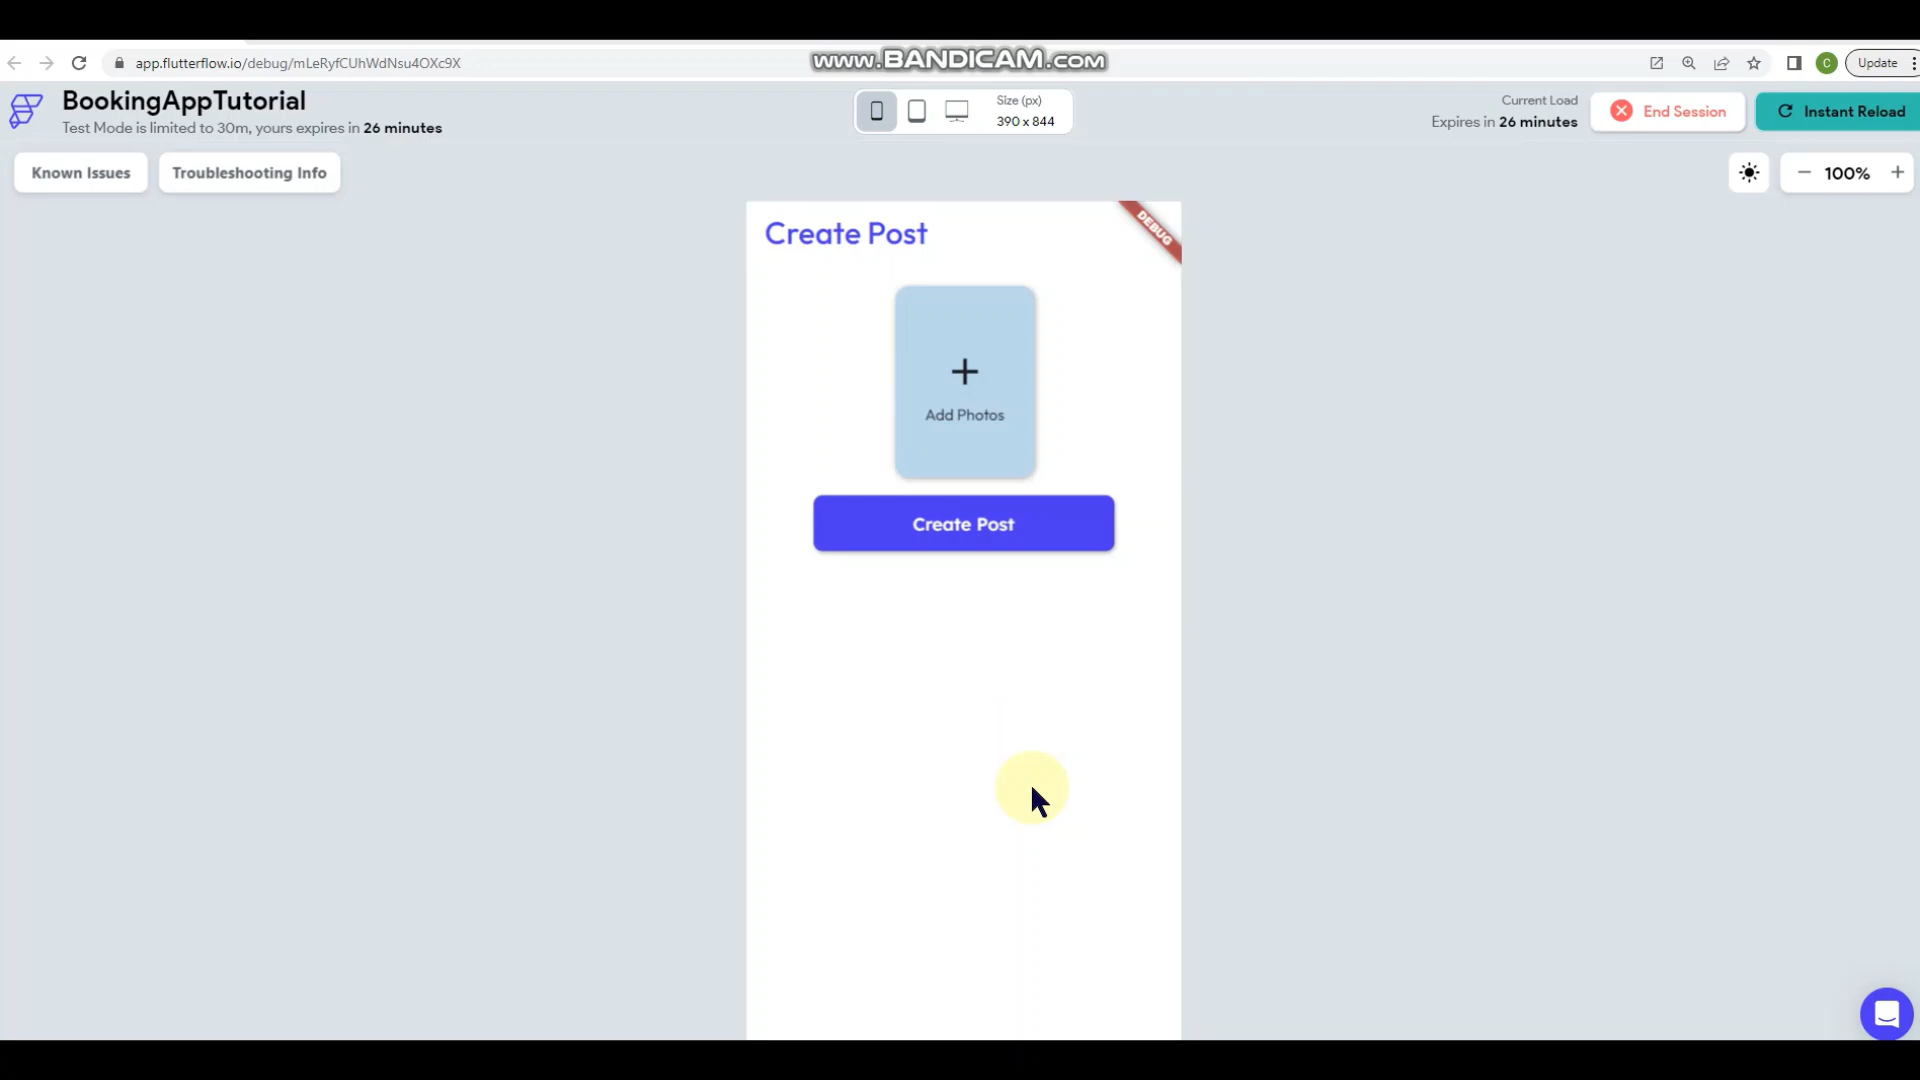 www.BANDICAM.com
app.flutterflow.io/debug/mLeRyfCUhWdNsu4OXc9X
C
Update
BookingAppTutorial
Test Mode is limited to 30m, yours expires in 26 minutes
Size (px)
390 x 844
Current Load
Expires in 26 minutes
End Session
Instant Reload
Known Issues
Troubleshooting Info
100%
Create Post
DEBUG
Add Photos
Create Post